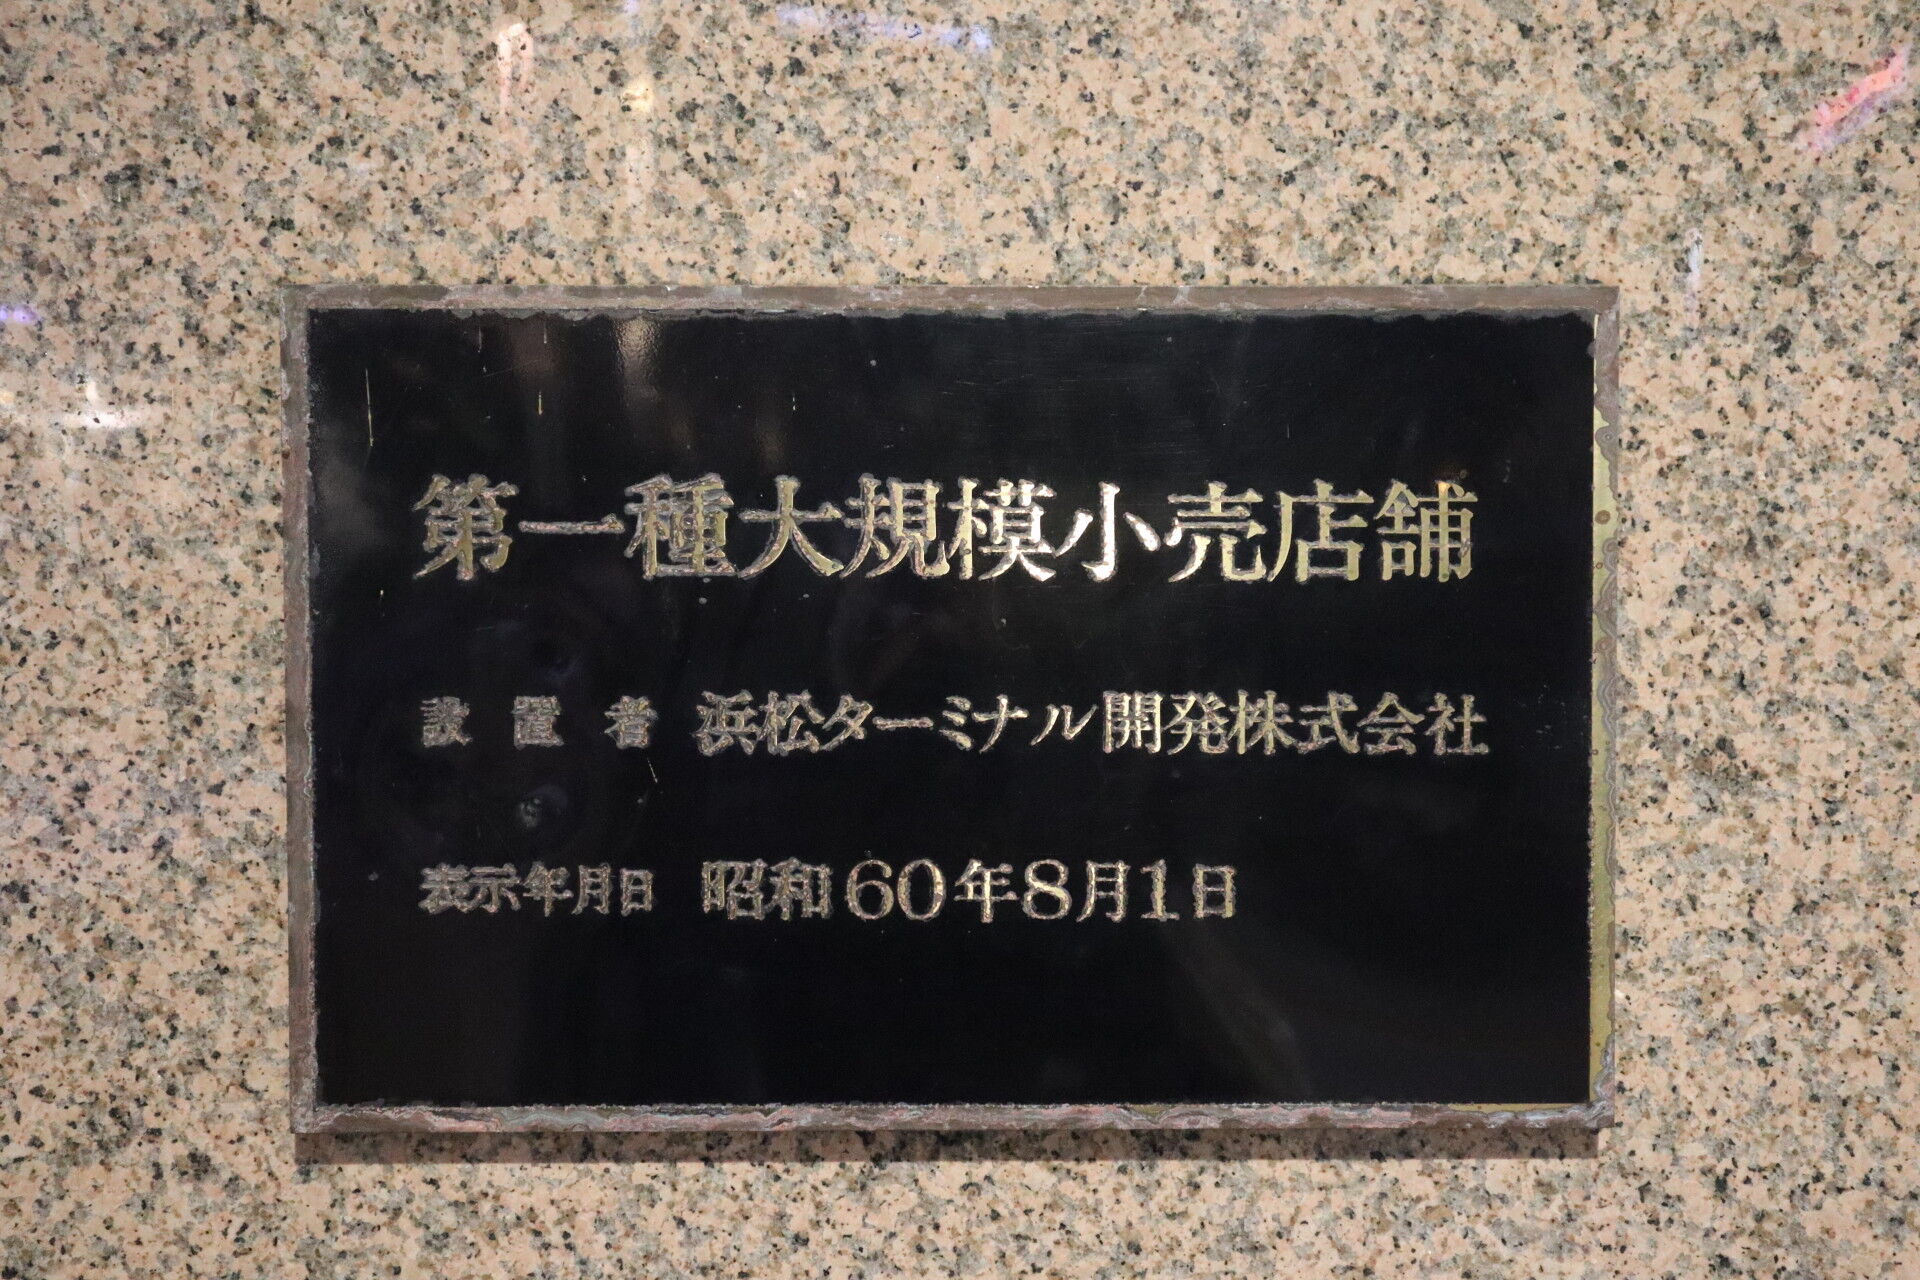 第一種大規模小売店舗
設置者 浜松ターミナル開発株式会社
表示年月日 昭和60年8月1日